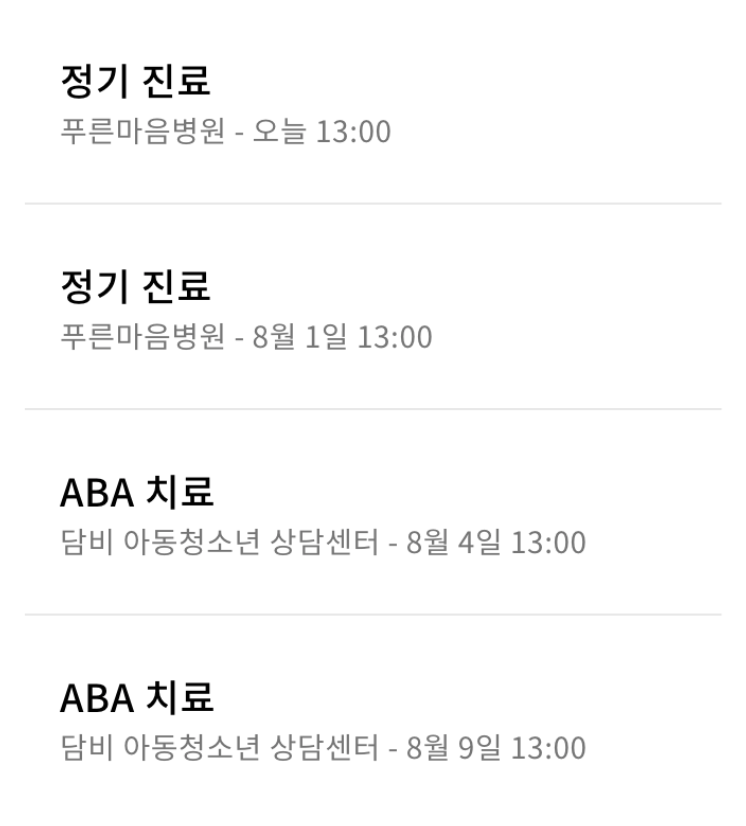 정기 진료
푸른마음병원 - 오늘 13:00
정기 진료
푸른마음병원 - 8월 1일 13:00
ABA 치료
담비 아동청소년 상담센터 - 8월 4일 13:00
ABA 치료
담비 아동청소년 상담센터 - 8월 9일 13:00